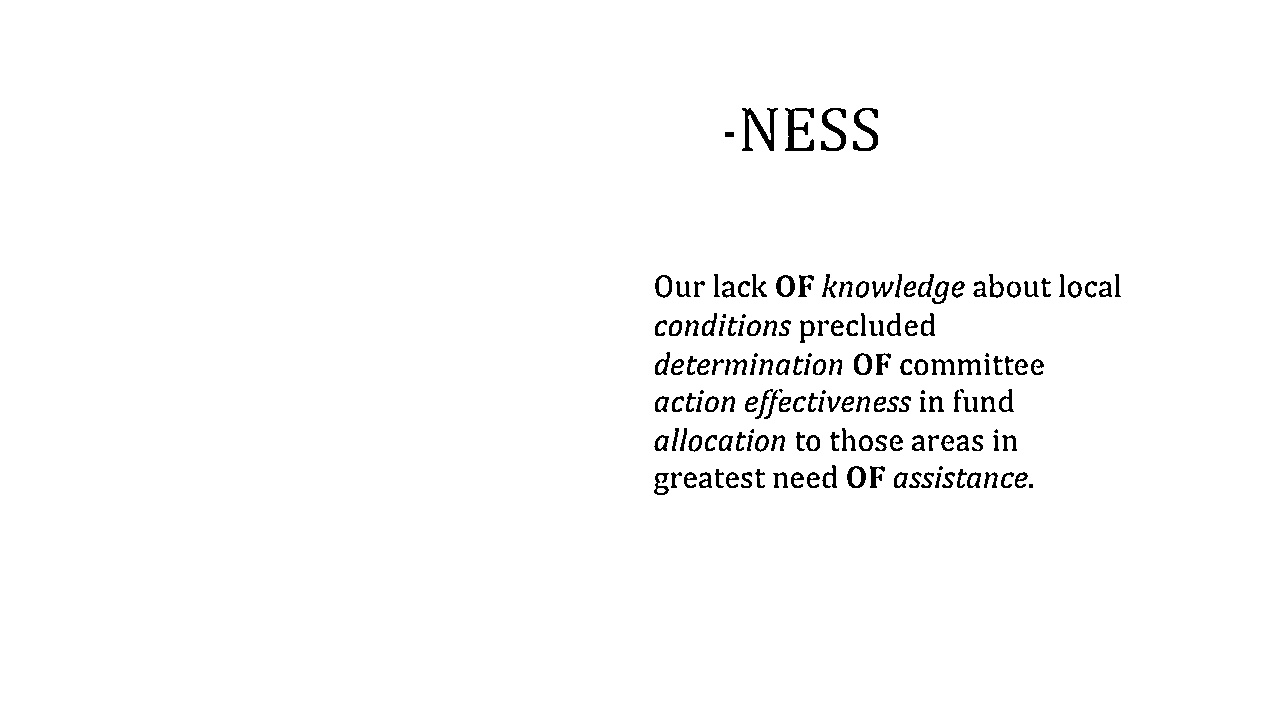 -NESS
Our lack OF knowledge about local
conditions precluded
determination OF committee
action effectiveness in fund
allocation to those areas in
greatest need OF assistance.